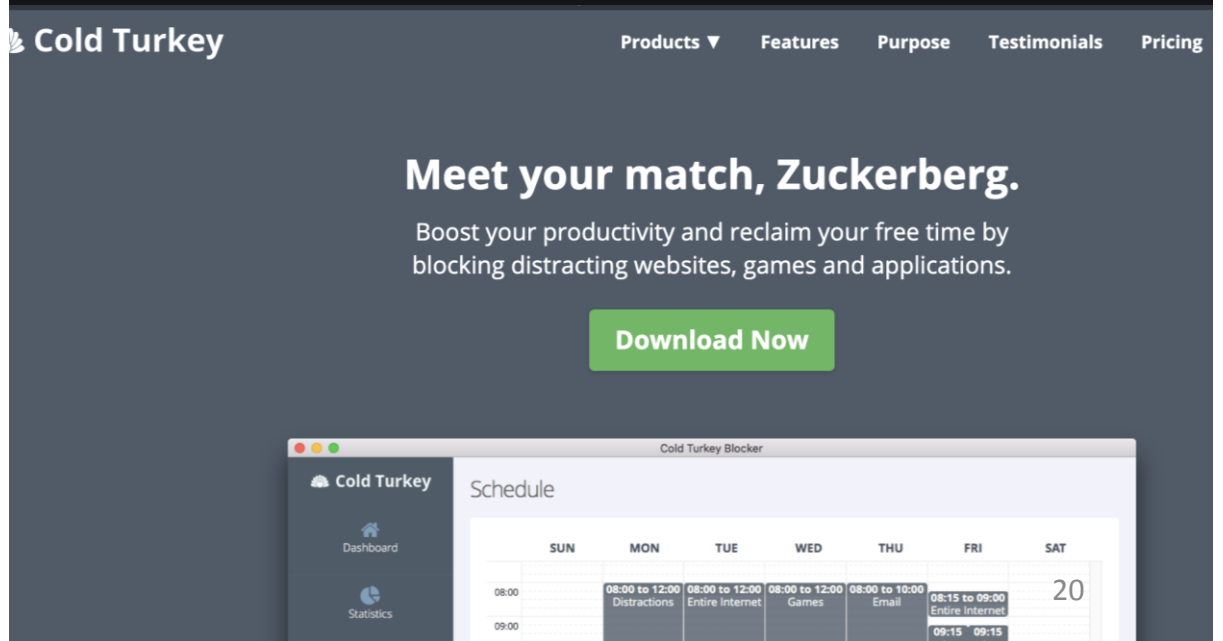 Cold Turkey
Products ▼ Features Purpose Testimonials Pricing
Meet your match, Zuckerberg.
Boost your productivity and reclaim your free time by
blocking distracting websites, games and applications.
Download Now
Cold Turkey Blocker
Cold Turkey
Dashboard
Statistics
Schedule
SUN MON TUE WED THU FRI SAT
08:00
08:00 to 12:00
Distractions
08:00 to 12:00
Entire Internet
08:00 to 12:00
Games
08:00 to 10:00
Email
08:15 to 09:00
Entire Internet
20
09:00
09:15 09:15